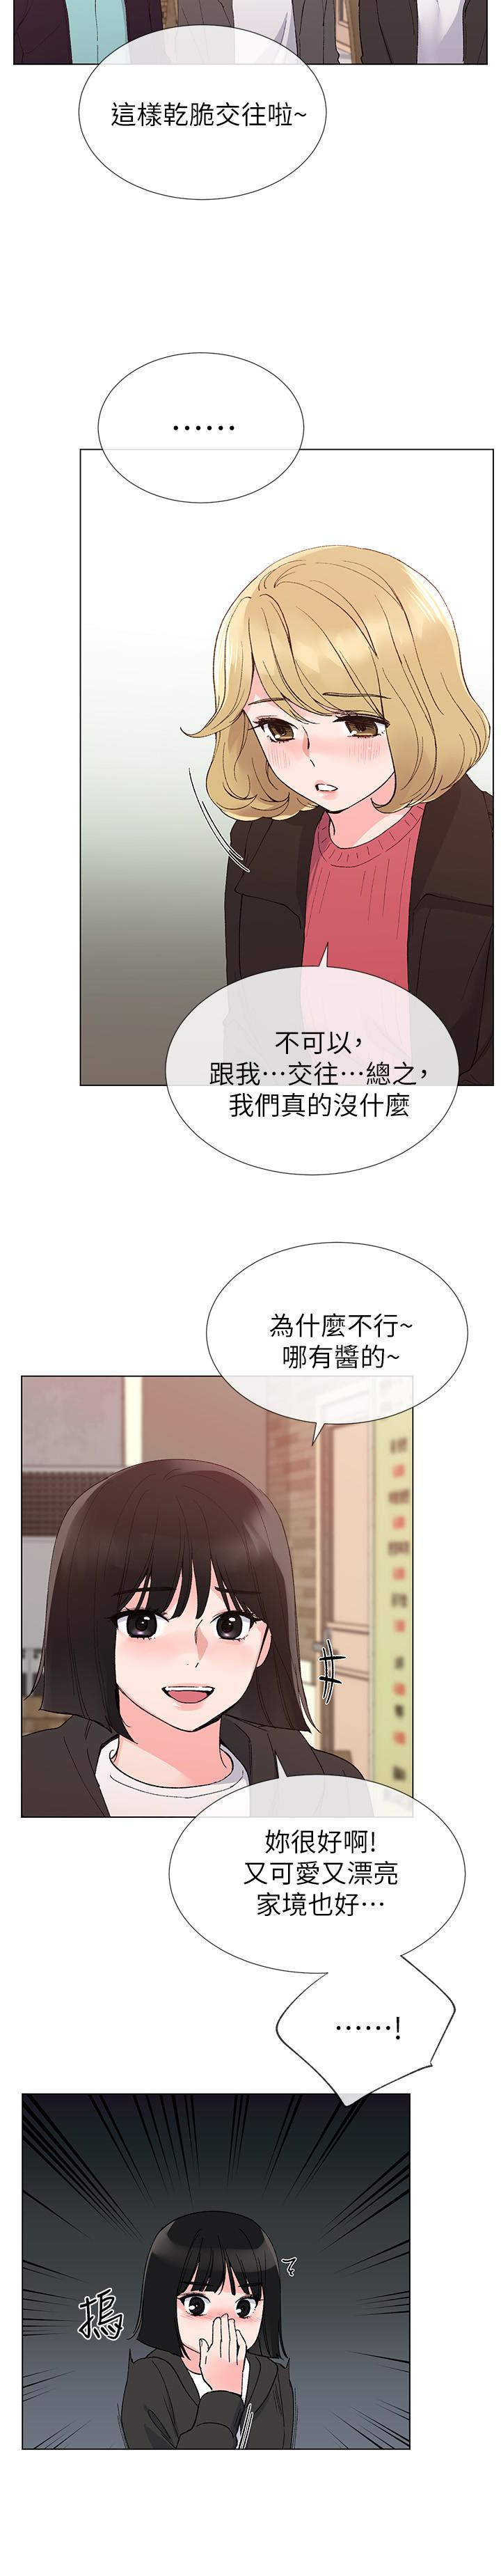 這樣乾脆交往啦~
⋯⋯
不可以，
跟我⋯交往⋯總之，
我們真的沒什麼
為什麼不行~
哪有醬的~
妳很好啊!
又可愛又漂亮
家境也好⋯
⋯⋯!
摀